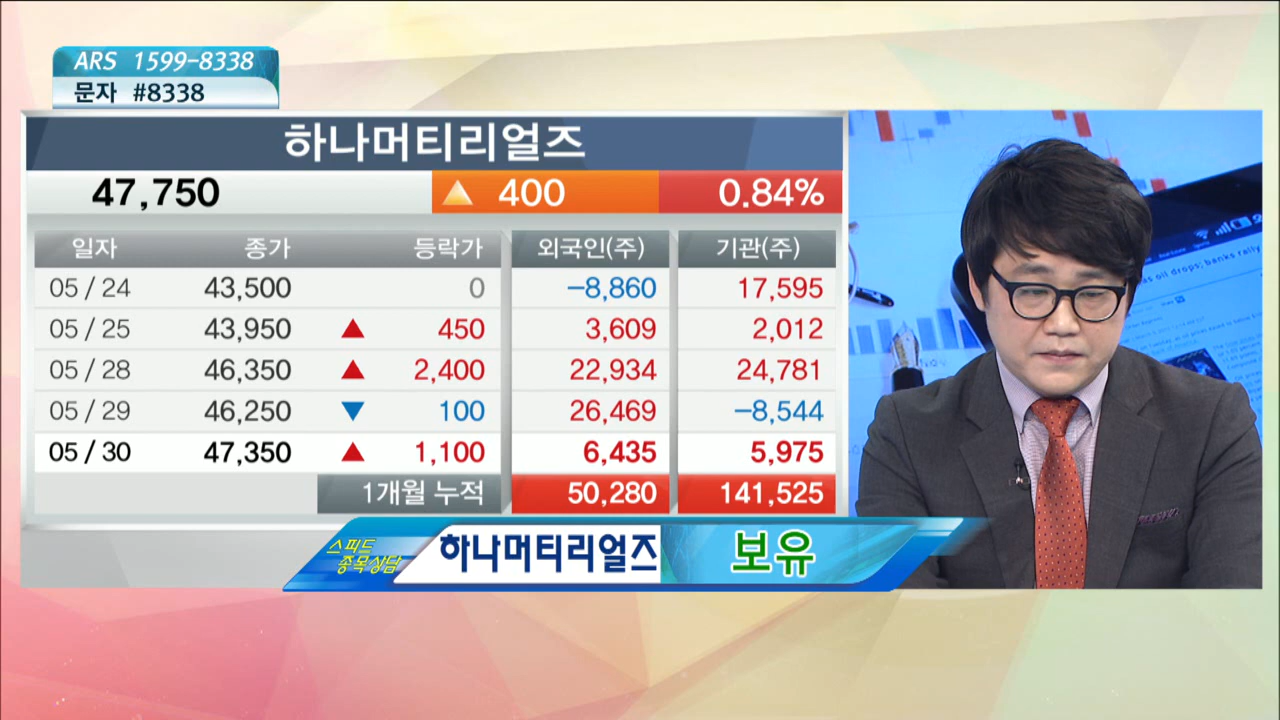 ARS 1599-8338
문자 #8338
하나머티리얼즈
47,750 ▲ 400 0.84%
일자 종가 등락가 외국인(주) 기관(주)
05 / 24 43,500 0 −8,860 17,595
05 / 25 43,950 ▲ 450 3,609 2,012
05 / 28 46,350 ▲ 2,400 22,934 24,781
05 / 29 46,250 ▼ 100 26,469 −8,544
05 / 30 47,350 ▲ 1,100 6,435 5,975
1개월 누적 50,280 141,525
스피드
종목상담
하나머티리얼즈 보유
oil drops; banks rally
Nov